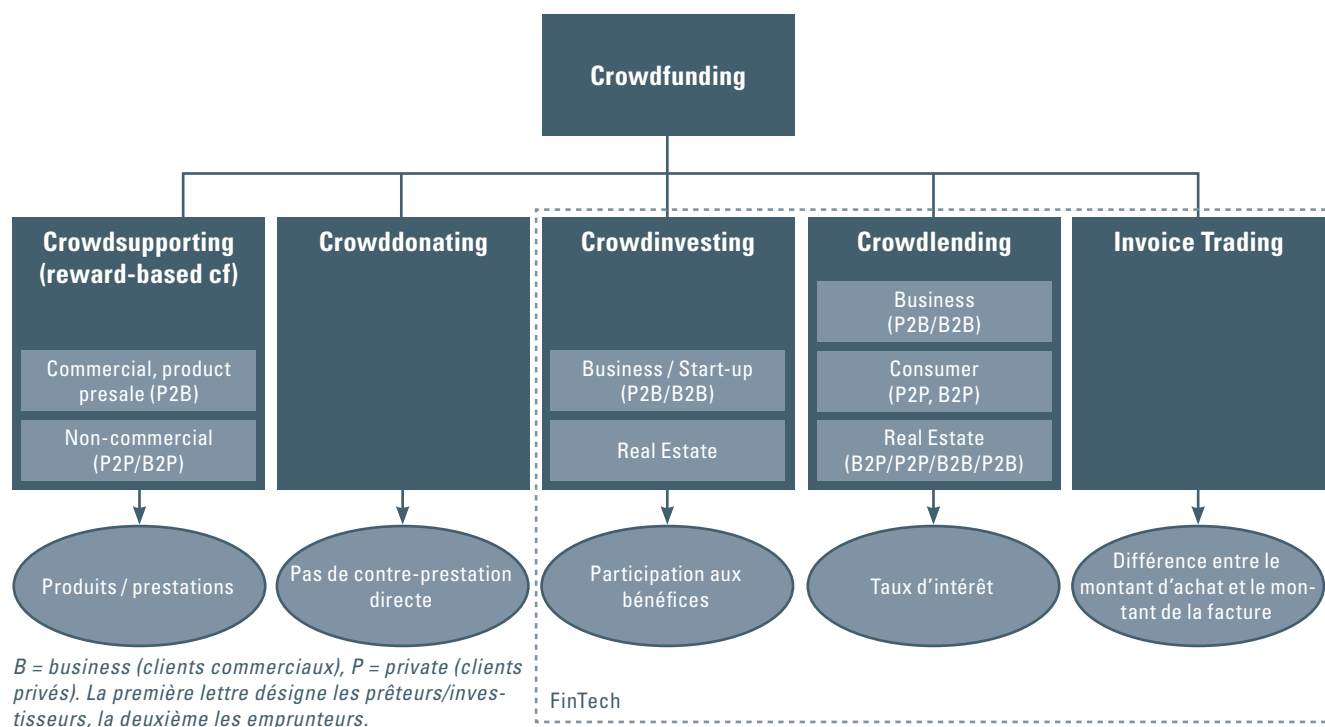 Crowdfunding
Crowdsupporting
(reward-based cf)
Commercial, product
presale (P2B)
Non-commercial
(P2P/B2P)
Produits / prestations
Crowddonating
Pas de contre-prestation
directe
Crowdinvesting
Business / Start-up
(P2B/B2B)
Real Estate
Participation aux
bénéfices
Crowdlending
Business
(P2B/B2B)
Consumer
(P2P, B2P)
Real Estate
(B2P/P2P/B2B/P2B)
Taux d'intérêt
Invoice Trading
Différence entre le
montant d'achat et le mon-
tant de la facture
B = business (clients commerciaux), P = private (clients
privés). La première lettre désigne les prêteurs/inves-
tisseurs, la deuxième les emprunteurs.
FinTech